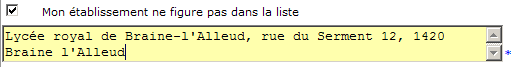 Mon établissement ne figure pas dans la liste
Lycée royal de Braine-l'Alleud, rue du Serment 12, 1420
Braine l'Alleud
*